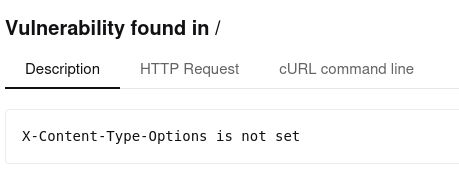 Vulnerability found in /
Description HTTP Request cURL command line
X-Content-Type-Options is not set